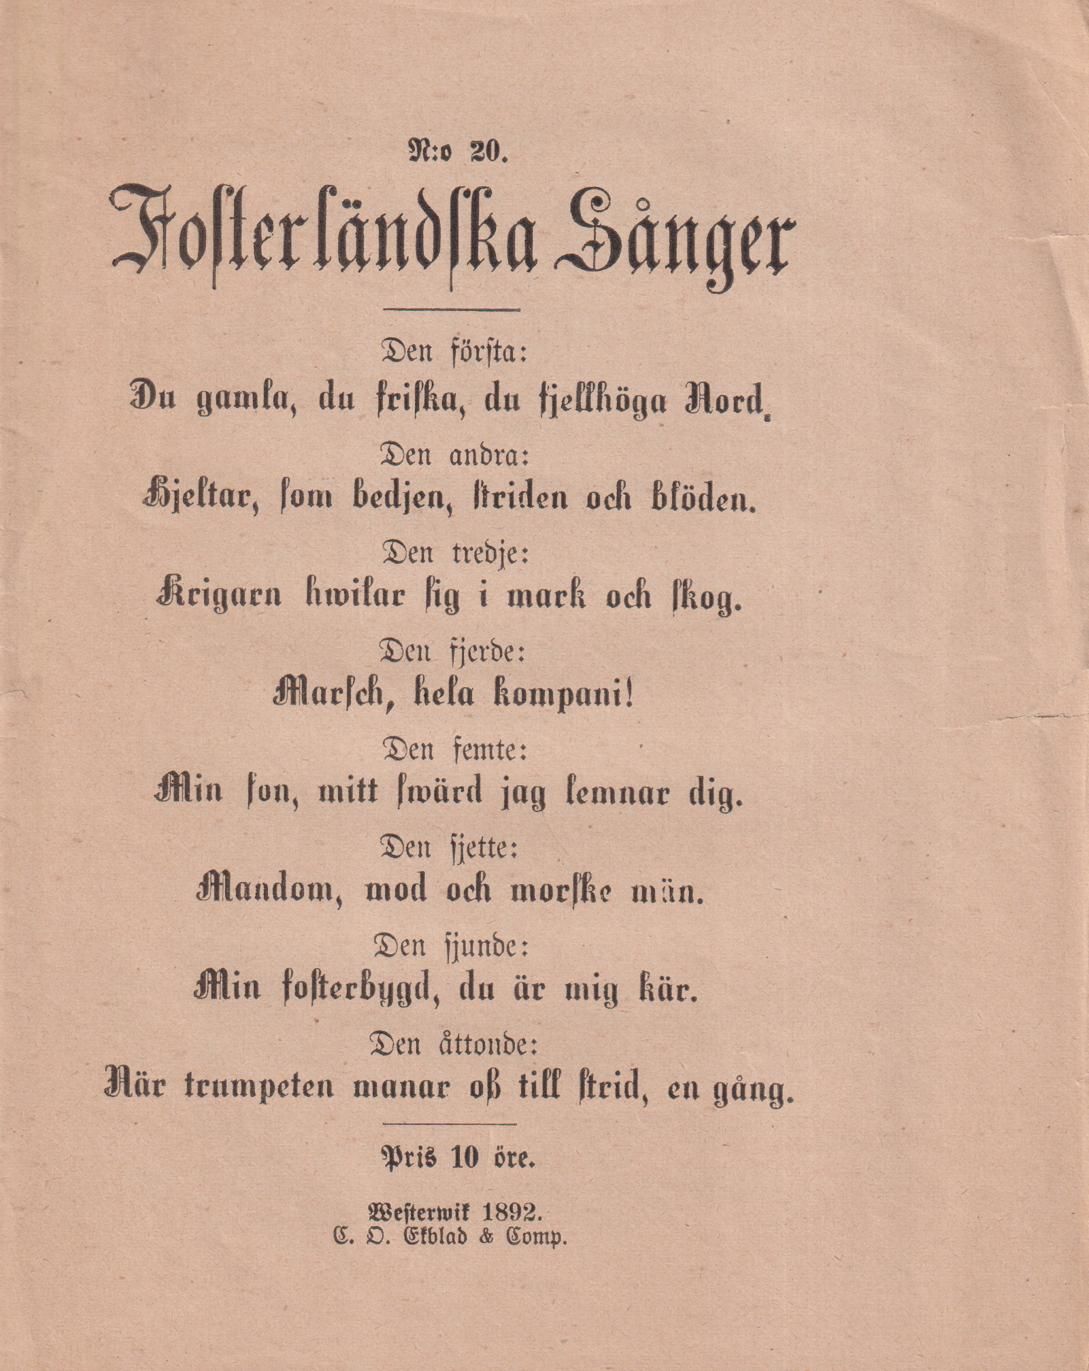 N:o 20.
Fosterländska Sånger
Den första:
Du gamla, du friska, du fjellhöga Nord.
Den andra:
Hjeltar, som bedjen, striden och blöden.
Den tredje:
Krigarn hwilar sig i mark och skog.
Den fjerde:
Marsch, hela kompani!
Den femte:
Min son, mitt swärd jag lemnar dig.
Den sjette:
Mandom, mod och morske män.
Den sjunde:
Min fosterbygd, du är mig kär.
Den åttonde:
När trumpeten manar oß till strid, en gång.
Pris 10 öre.
Westerwik 1892.
C. O. Ekblad & Comp.